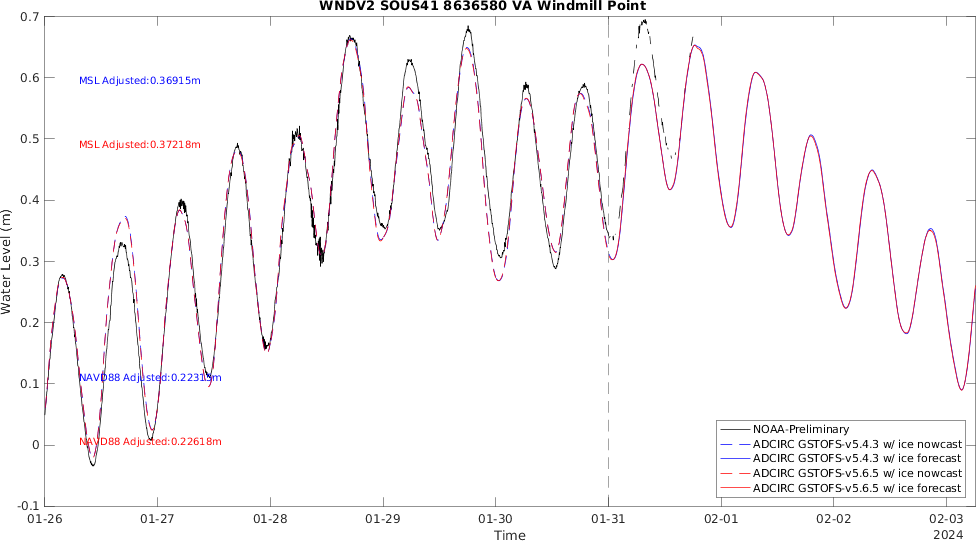 WNDV2 SOUS41 8636580 VA Windmill Point
0.7
0.6
0.5
0.4
0.3
0.2
0.1
0
-0.1
Water Level (m)
MSL Adjusted:0.36915m
MSL Adjusted:0.37218m
NAVD88 Adjusted:0.22315m
NAVD88 Adjusted:0.22618m
NOAA-Preliminary
ADCIRC GSTOFS-v5.4.3 w/ ice nowcast
ADCIRC GSTOFS-v5.4.3 w/ ice forecast
ADCIRC GSTOFS-v5.6.5 w/ ice nowcast
ADCIRC GSTOFS-v5.6.5 w/ ice forecast
01-26 01-27 01-28 01-29 01-30 01-31 02-01 02-02 02-03
Time
2024